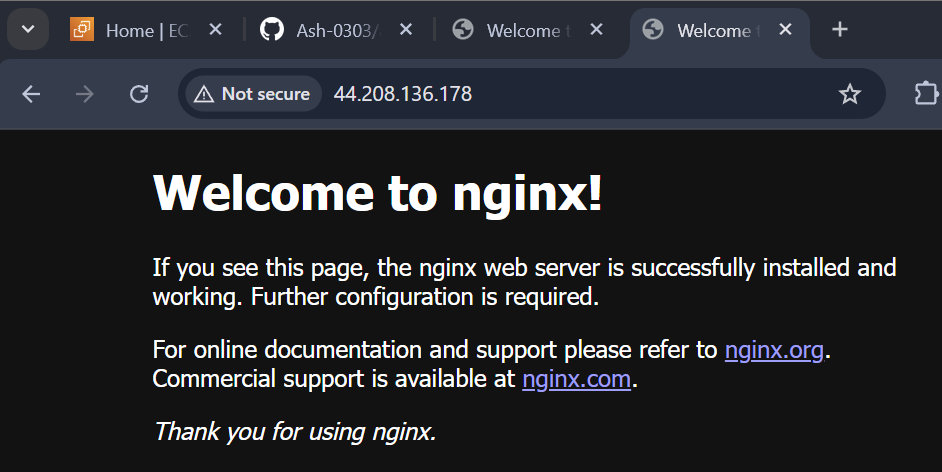 Home | EC
Ash-0303/
Welcome t
Welcome t
Not secure
44.208.136.178
Welcome to nginx!
If you see this page, the nginx web server is successfully installed and
working. Further configuration is required.
For online documentation and support please refer to nginx.org.
Commercial support is available at nginx.com.
Thank you for using nginx.